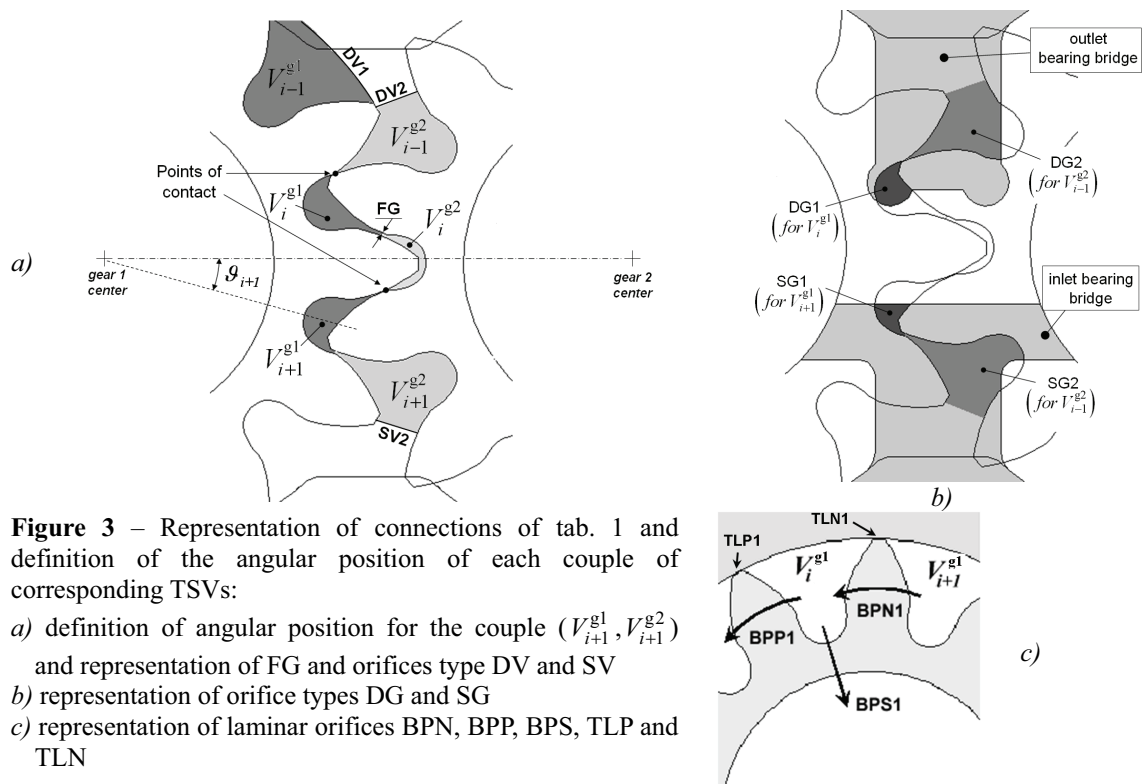 DV1
V_{i-1}^{g1}
DV2
V_{i-1}^{g2}
Points of
contact
V_i^{g1}
FG
V_i^{g2}
a)
gear 1
center
ϑ_{i+1}
gear 2
center
V_{i+1}^{g1}
V_{i+1}^{g2}
SV2
outlet
bearing bridge
DG2
(for V_{i-1}^{g2})
DG1
(for V_i^{g1})
SG1
(for V_{i+1}^{g1})
inlet bearing
bridge
SG2
(for V_{i-1}^{g2})
b)
Figure 3 – Representation of connections of tab. 1 and
definition of the angular position of each couple of
corresponding TSVs:
a) definition of angular position for the couple (V_{i+1}^{g1}, V_{i+1}^{g2})
and representation of FG and orifices type DV and SV
b) representation of orifice types DG and SG
c) representation of laminar orifices BPN, BPP, BPS, TLP and
TLN
TLN1
TLP1
V_i^{g1}
V_{i+1}^{g1}
BPN1
BPP1
BPS1
c)